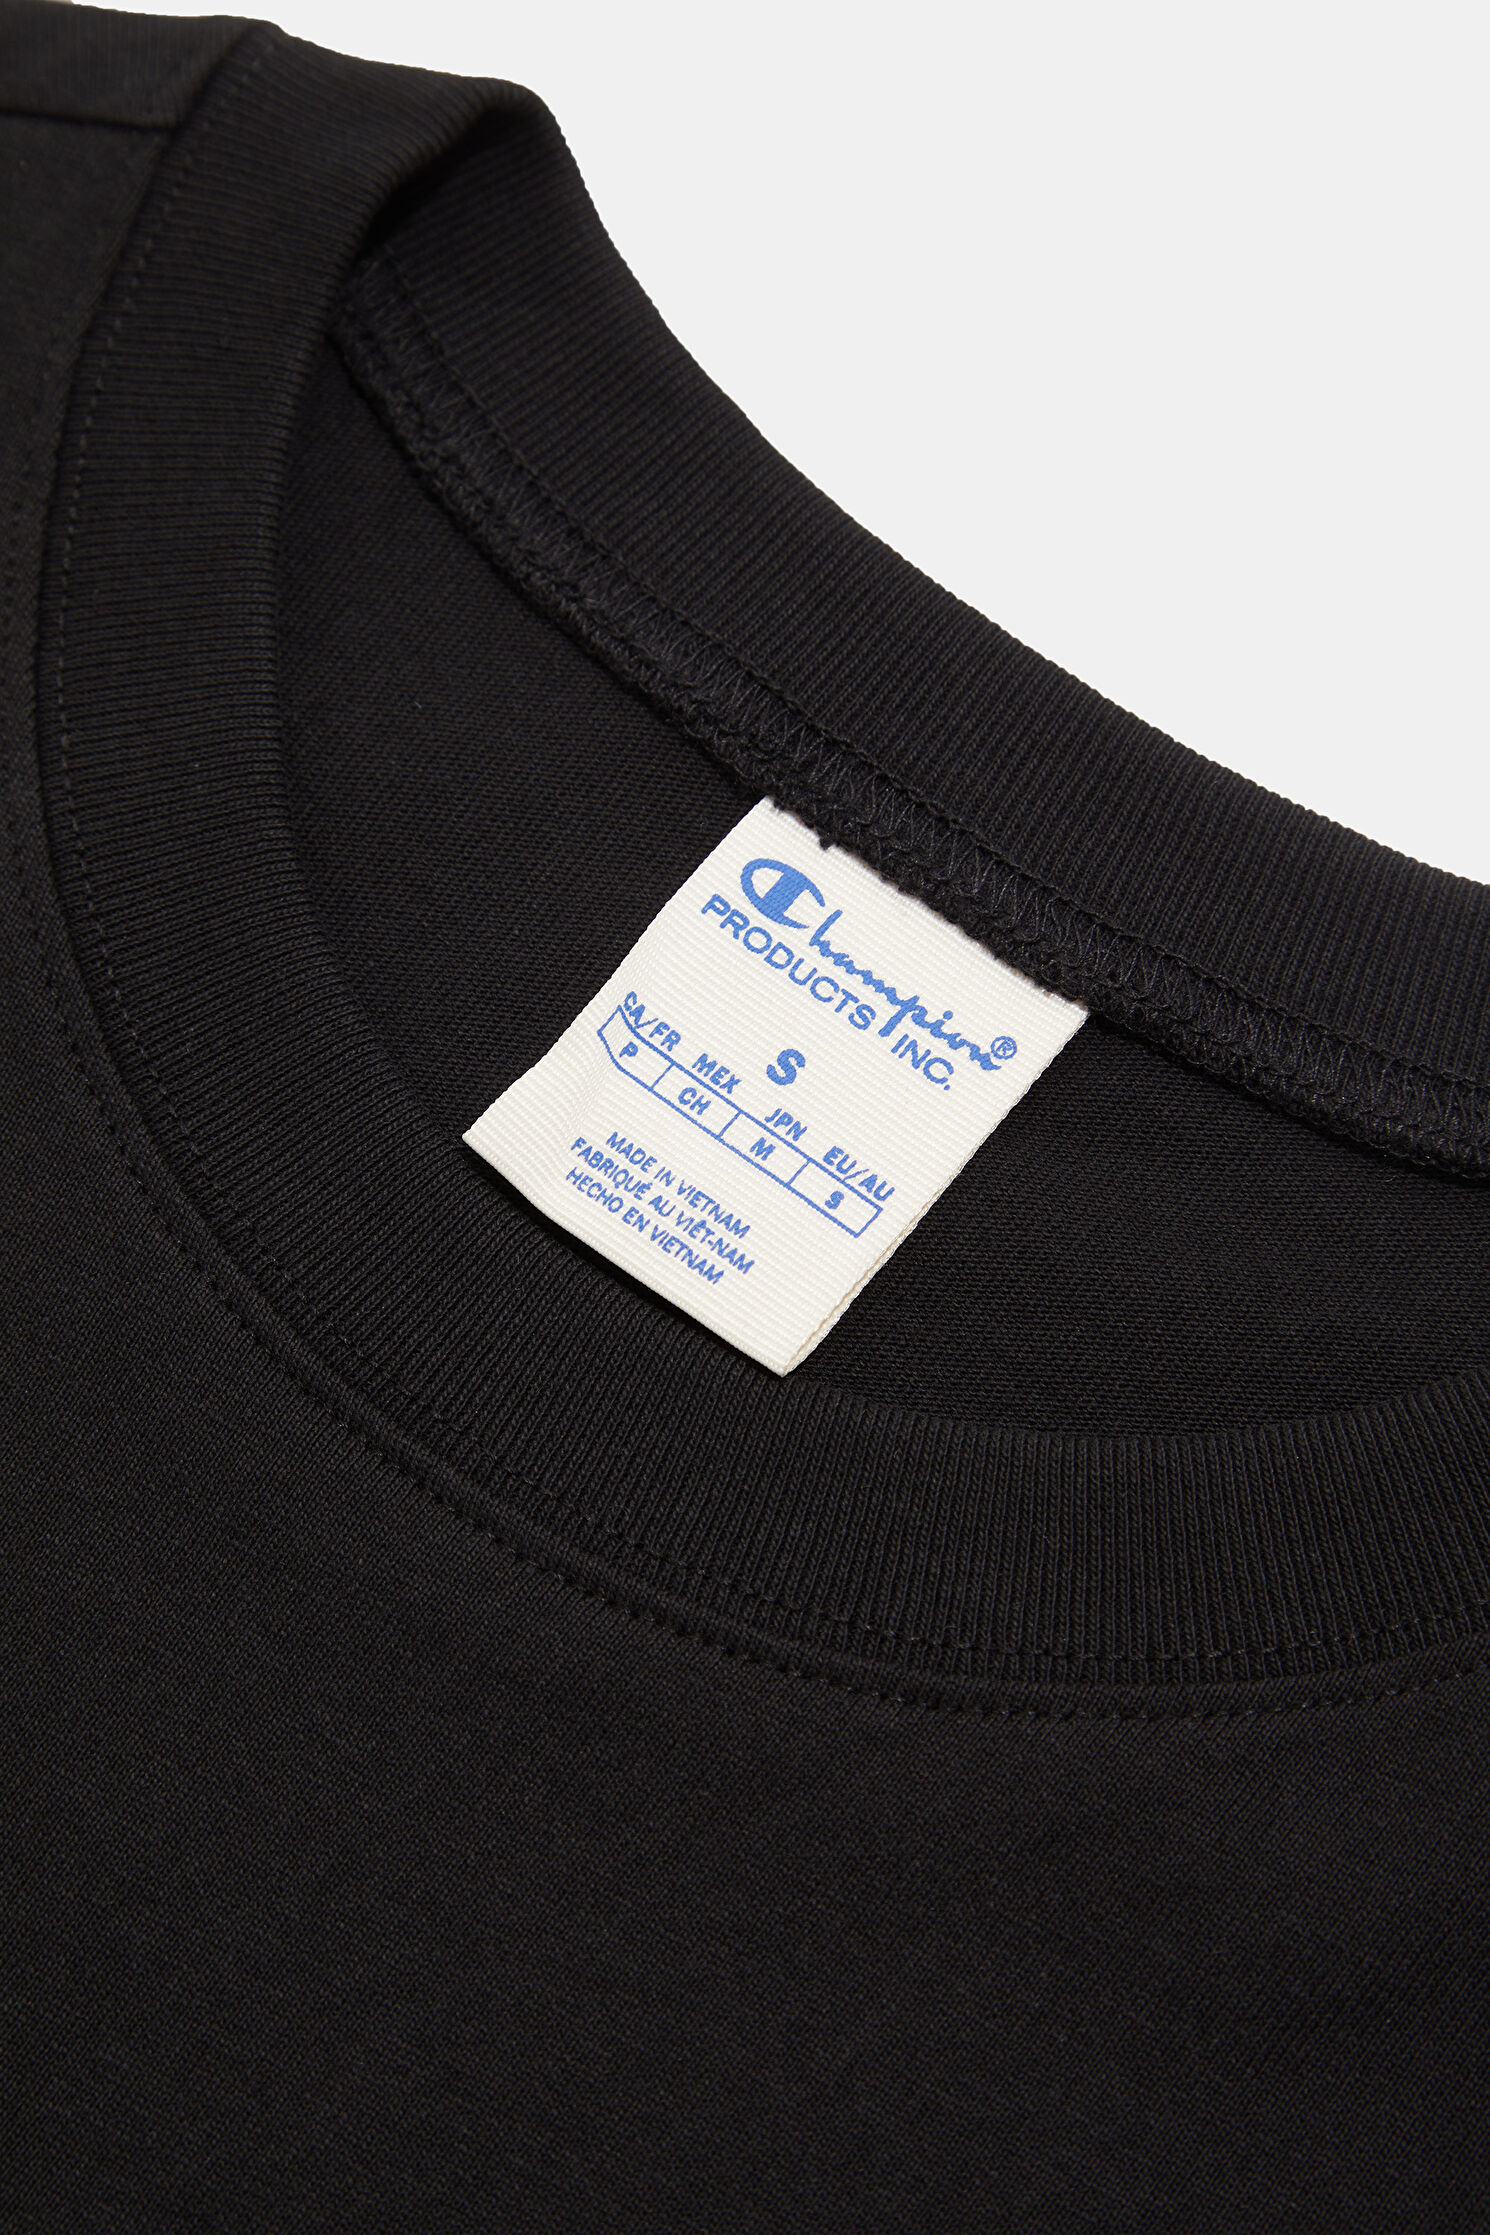 Champion®
PRODUCTS INC.
S
CA/FR MEX JPN EU/AU
P CH M S
MADE IN VIETNAM
FABRIQUÉ AU VIÊT-NAM
HECHO EN VIETNAM